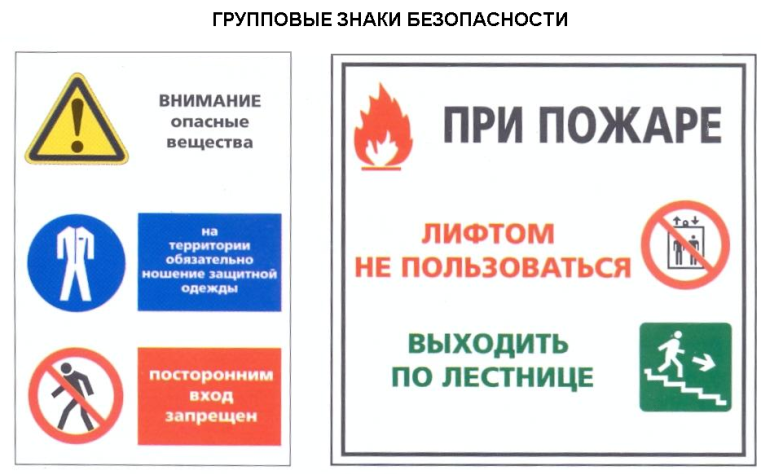 ГРУППОВЫЕ ЗНАКИ БЕЗОПАСНОСТИ
ВНИМАНИЕ
опасные
вещества
на
территории
обязательно
ношение защитной
одежды
посторонним
вход
запрещен
ПРИ ПОЖАРЕ
ЛИФТОМ
НЕ ПОЛЬЗОВАТЬСЯ
ВЫХОДИТЬ
ПО ЛЕСТНИЦЕ